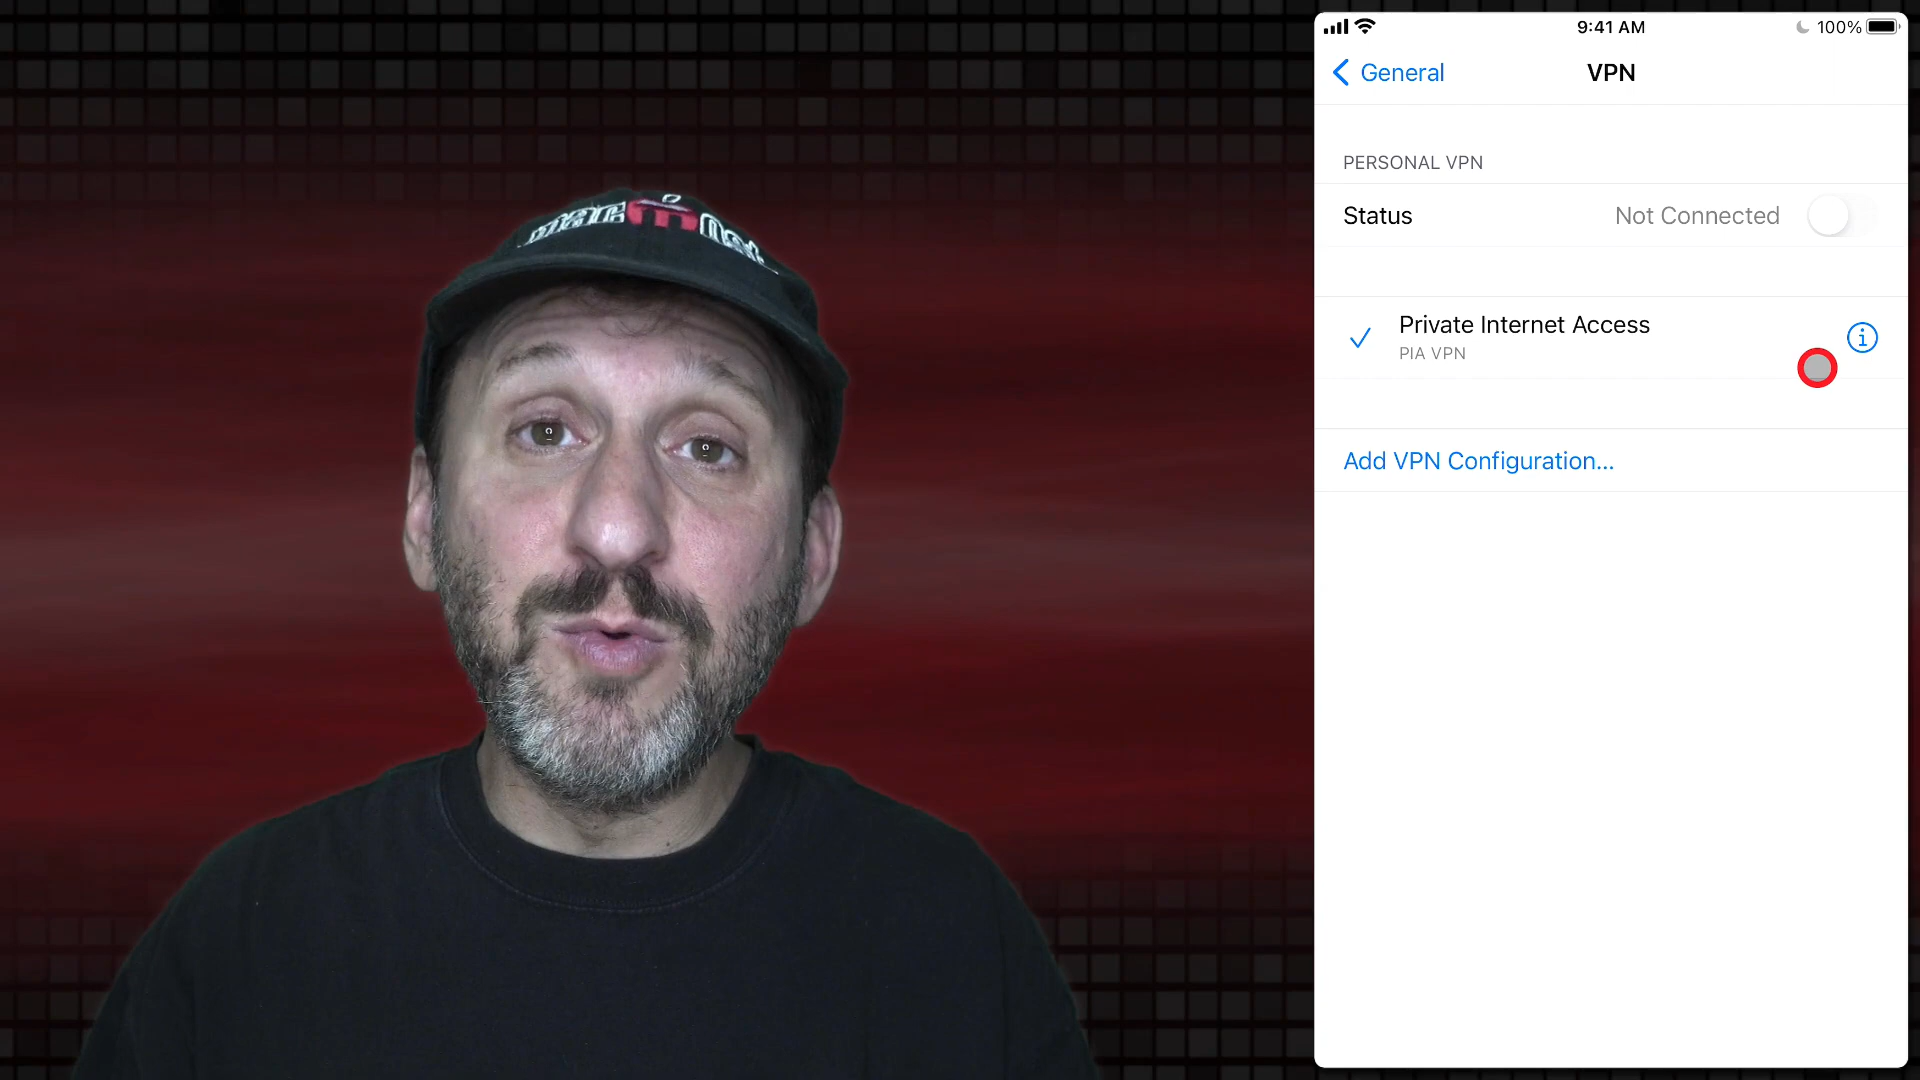 9:41 AM
100%
General
VPN
PERSONAL VPN
Status
Not Connected
Private Internet Access
PIA VPN
Add VPN Configuration...